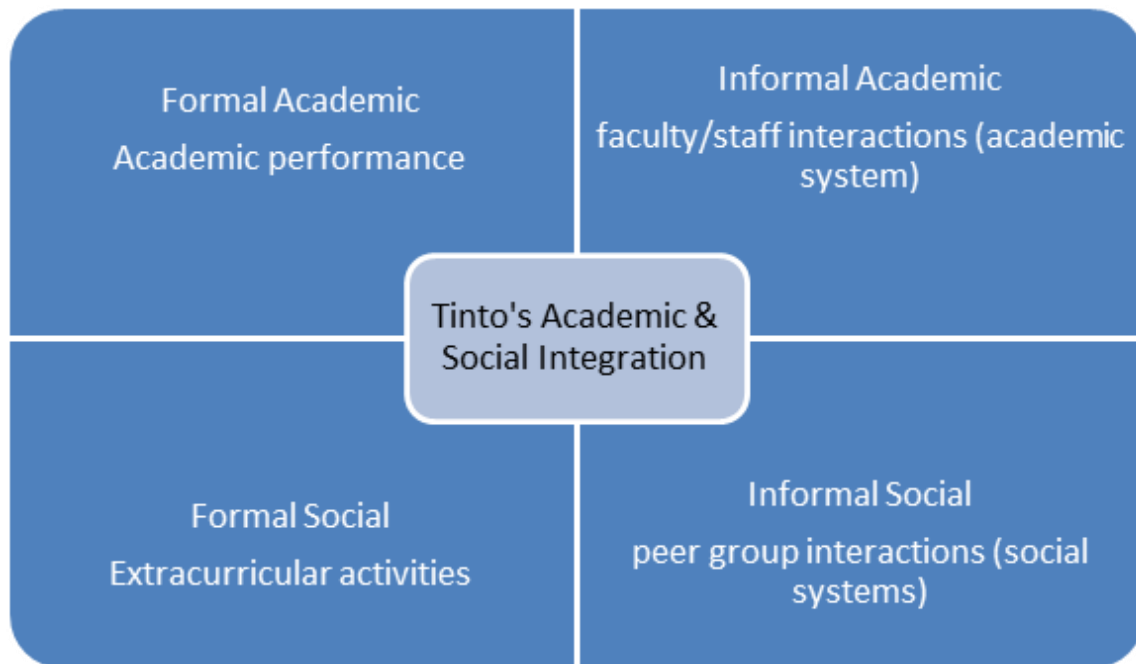 Formal Academic
Academic performance
Informal Academic
faculty/staff interactions (academic
system)
Tinto's Academic &
Social Integration
Formal Social
Extracurricular activities
Informal Social
peer group interactions (social
systems)